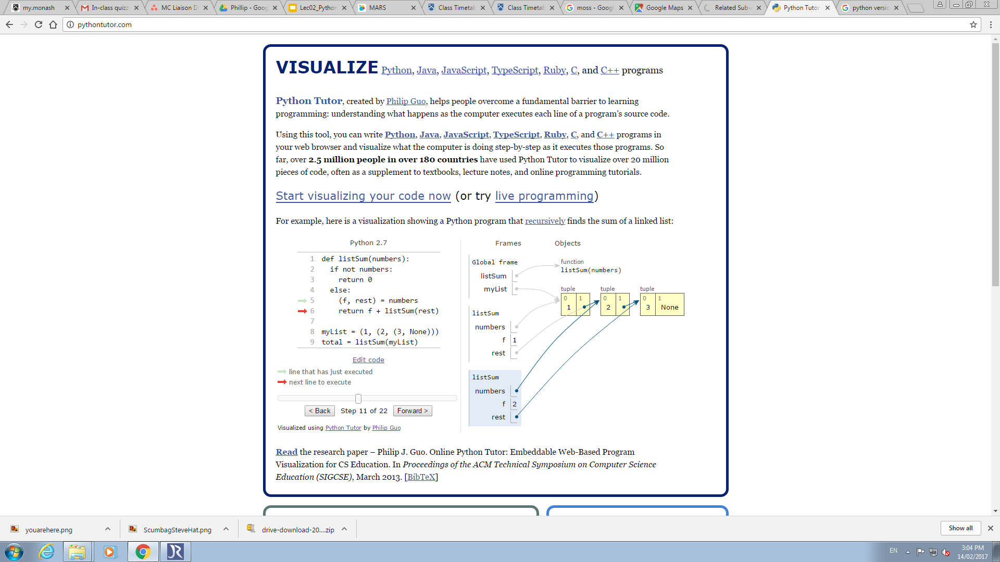 my.monash
In-class quizz
MC Liaison D
Phillip - Goog
Lec02_Python
MARS
Class Timetab
Class Timetab
moss - Googl
Google Maps
Related Sub-
Python Tutor
python versio
pythontutor.com
VISUALIZE Python, Java, JavaScript, TypeScript, Ruby, C, and C++ programs
Python Tutor, created by Philip Guo, helps people overcome a fundamental barrier to learning
programming: understanding what happens as the computer executes each line of a program's source code.
Using this tool, you can write Python, Java, JavaScript, TypeScript, Ruby, C, and C++ programs in
your web browser and visualize what the computer is doing step-by-step as it executes those programs. So
far, over 2.5 million people in over 180 countries have used Python Tutor to visualize over 20 million
pieces of code, often as a supplement to textbooks, lecture notes, and online programming tutorials.
Start visualizing your code now (or try live programming)
For example, here is a visualization showing a Python program that recursively finds the sum of a linked list:
Python 2.7
1 def listSum(numbers):
2   if not numbers:
3     return 0
4   else:
5     (f, rest) = numbers
6     return f + listSum(rest)
7
8 myList = (1, (2, (3, None)))
9 total = listSum(myList)
Edit code
line that has just executed
next line to execute
< Back Step 11 of 22 Forward >
Visualized using Python Tutor by Philip Guo
Frames Objects
Global frame
listSum
myList
function
listSum(numbers)
tuple tuple tuple
0 1 0 1 0 1
1 2 3 None
listSum
numbers
f 1
rest
listSum
numbers
f 2
rest
Read the research paper – Philip J. Guo. Online Python Tutor: Embeddable Web-Based Program
Visualization for CS Education. In Proceedings of the ACM Technical Symposium on Computer Science
Education (SIGCSE), March 2013. [BibTeX]
youarehere.png
ScumbagSteveHat.png
drive-download-20....zip
Show all
EN
3:04 PM
14/02/2017